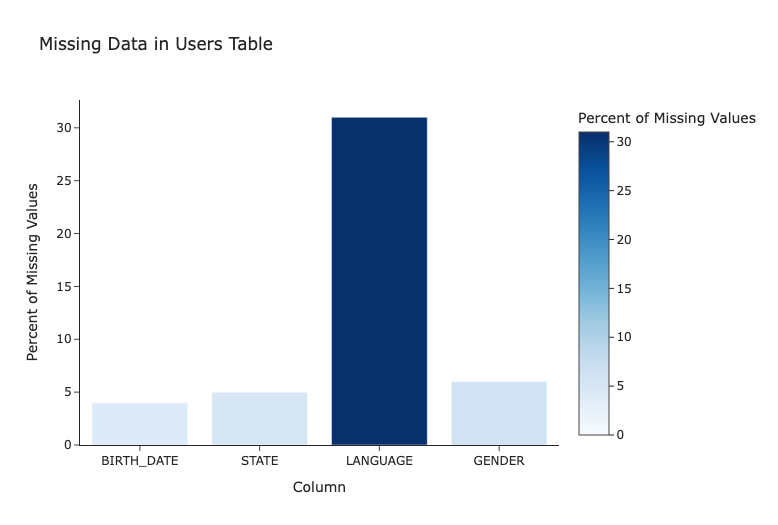 Missing Data in Users Table
Percent of Missing Values
30
25
20
15
10
5
0
BIRTH_DATE
STATE
LANGUAGE
GENDER
Column
Percent of Missing Values
30
25
20
15
10
5
0